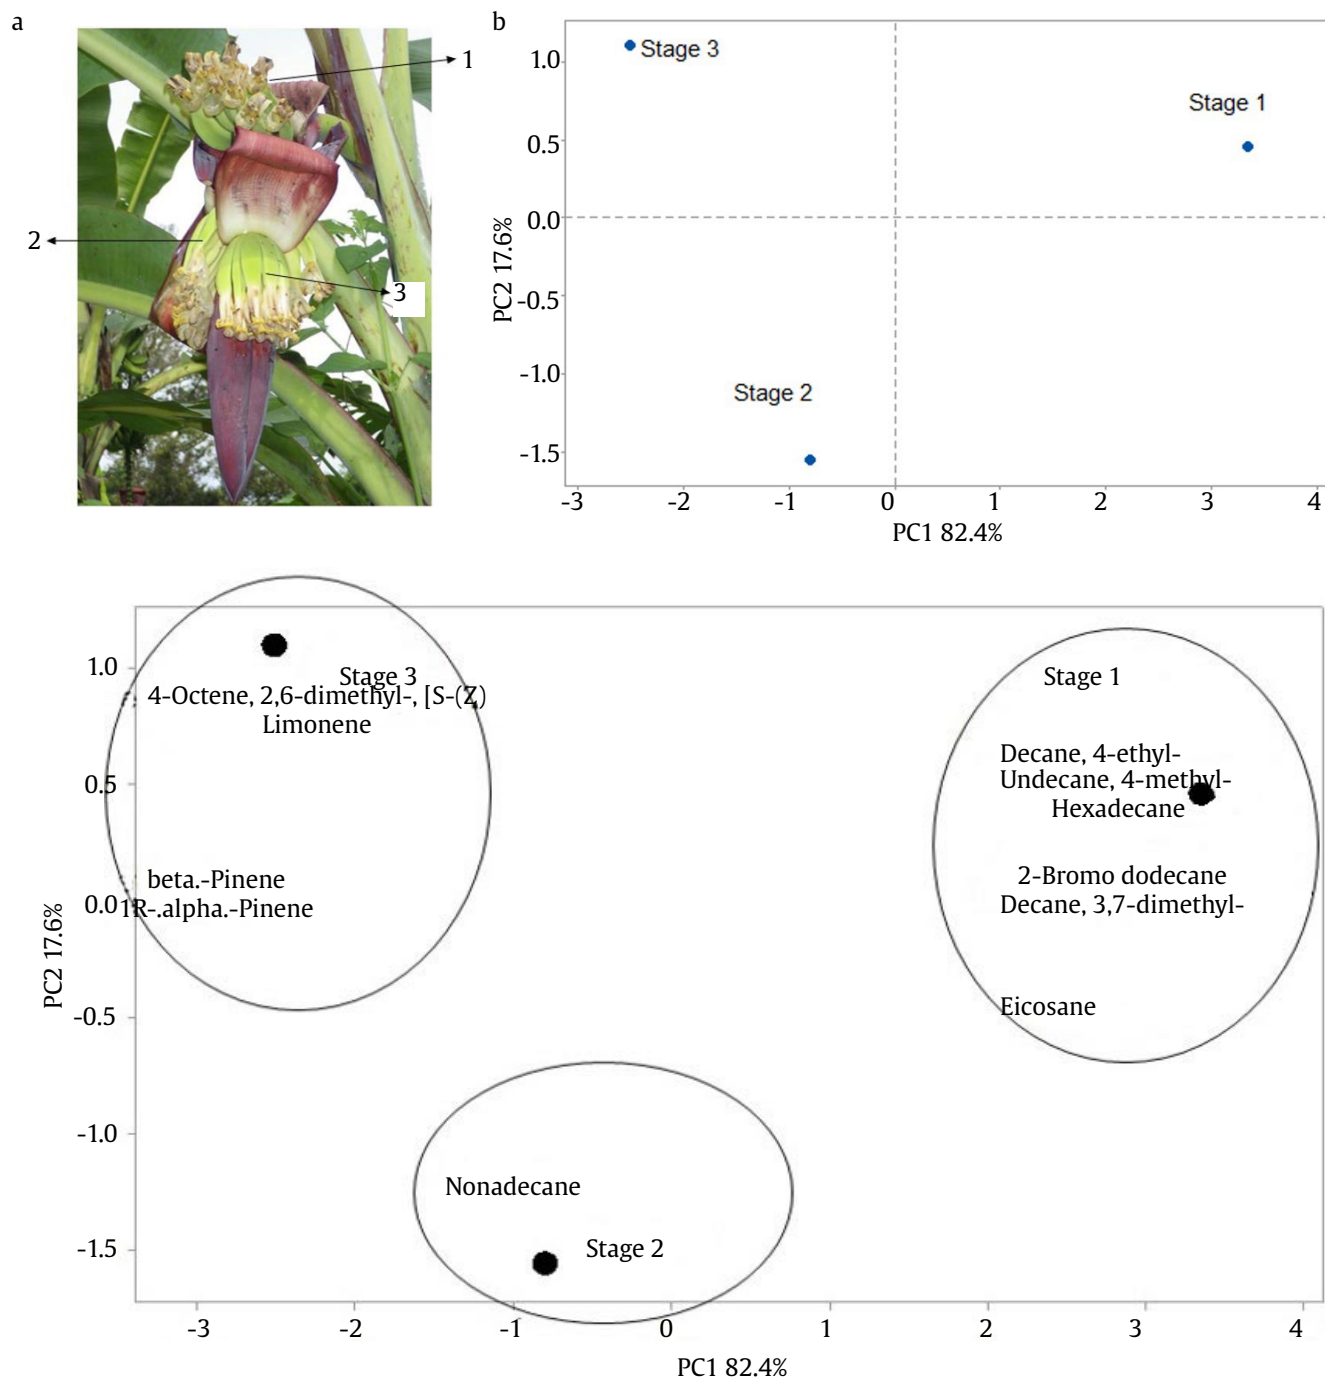 a
1
2
3
b
Stage 3
Stage 1
Stage 2
1.0
0.5
0.0
-0.5
-1.0
-1.5
PC2 17.6%
-3 -2 -1 0 1 2 3 4
PC1 82.4%
Stage 3
4-Octene, 2,6-dimethyl-, [S-(Z)
Limonene
beta.-Pinene
1R-.alpha.-Pinene
Stage 1
Decane, 4-ethyl-
Undecane, 4-methyl-
Hexadecane
2-Bromo dodecane
Decane, 3,7-dimethyl-
Eicosane
Nonadecane
Stage 2
1.0
0.5
0.0
-0.5
-1.0
-1.5
PC2 17.6%
-3 -2 -1 0 1 2 3 4
PC1 82.4%